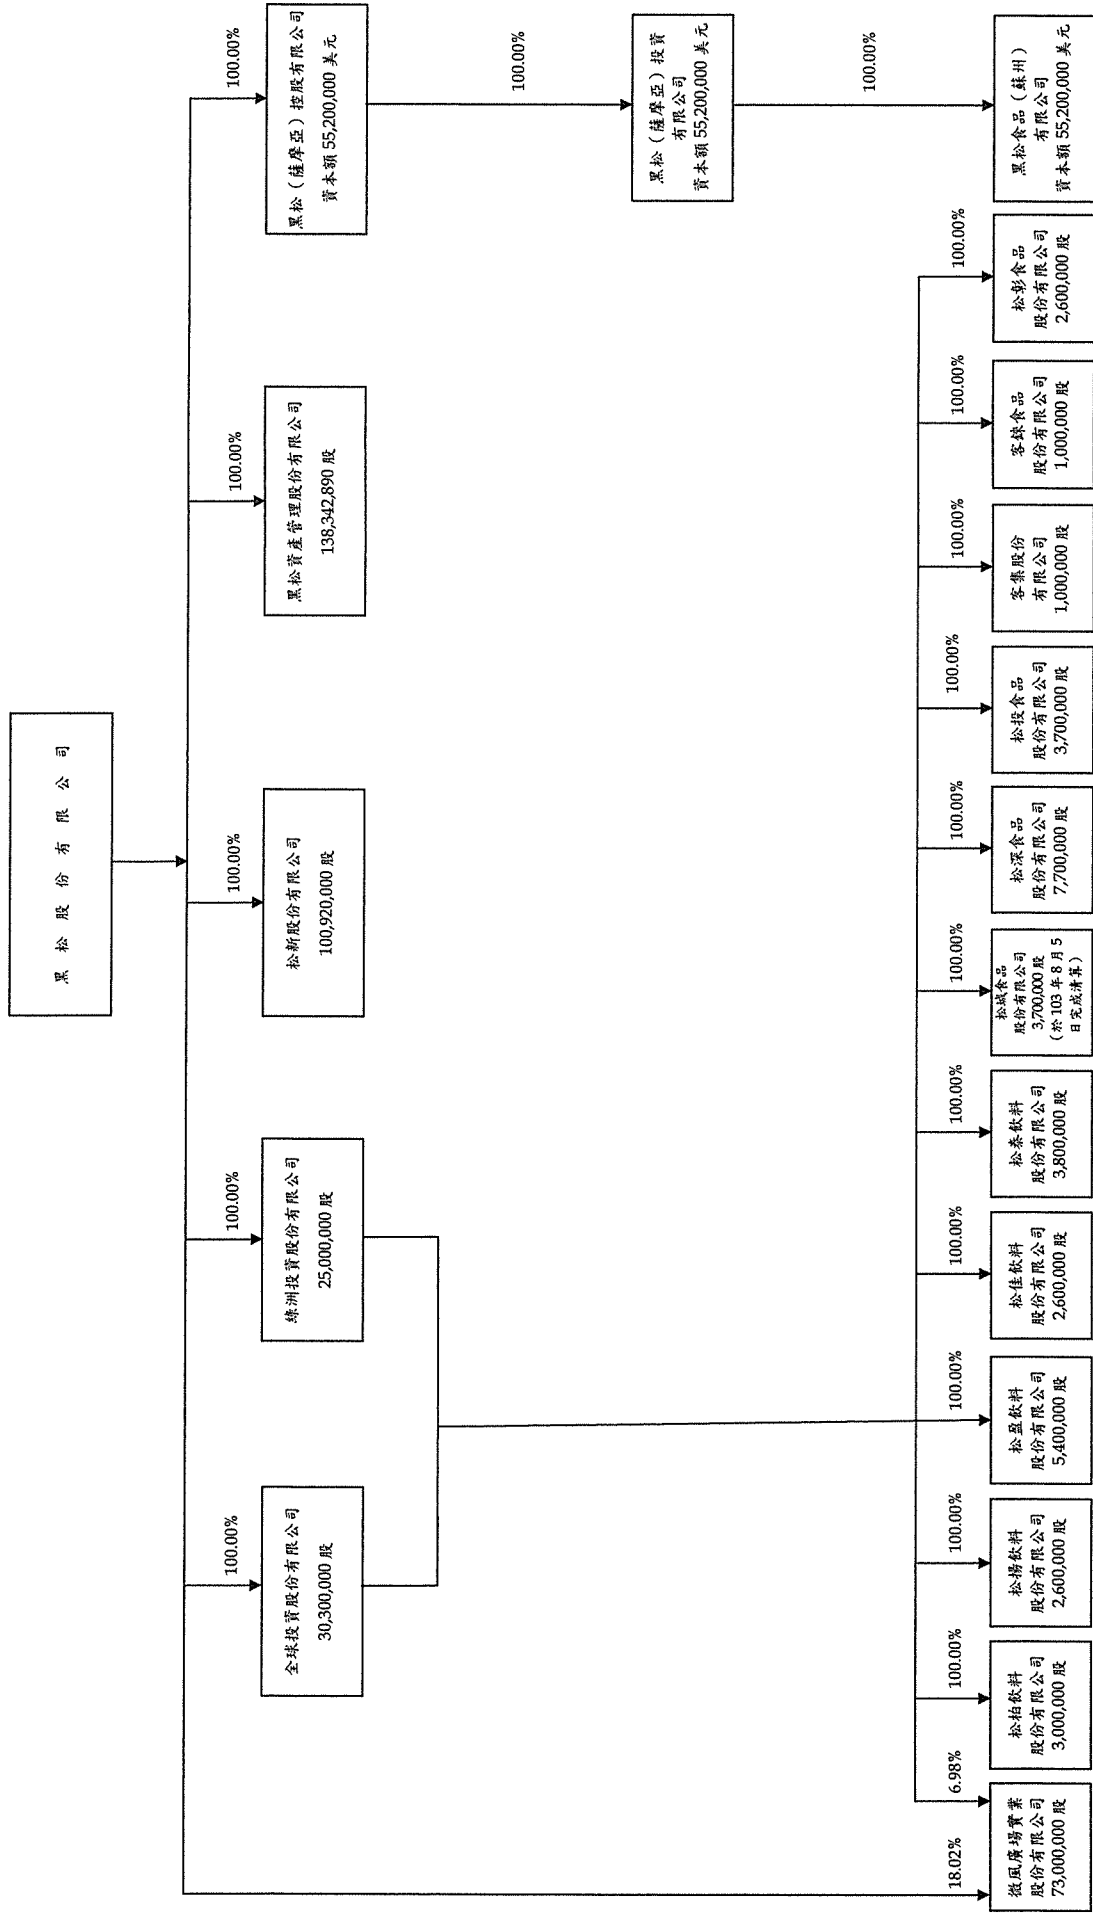 黑松股份有限公司
100.00%
100.00%
100.00%
100.00%
100.00%
全球投資股份有限公司
30,300,000 股
綠洲投資股份有限公司
25,000,000 股
松新股份有限公司
100,920,000 股
黑松資產管理股份有限公司
138,342,890 股
黑松（薩摩亞）控股有限公司
資本額 55,200,000 美元
100.00%
黑松（薩摩亞）投資
有限公司
資本額 55,200,000 美元
100.00%
18.02%
6.98%
100.00%
100.00%
100.00%
100.00%
100.00%
100.00%
100.00%
100.00%
100.00%
100.00%
100.00%
微風廣場實業
股份有限公司
73,000,000 股
松柏飲料
股份有限公司
3,000,000 股
松揚飲料
股份有限公司
2,600,000 股
松盈飲料
股份有限公司
5,400,000 股
松佳飲料
股份有限公司
2,600,000 股
松泰飲料
股份有限公司
3,800,000 股
松城食品
股份有限公司
3,700,000 股
（於 103 年 8 月 5
日完成清算）
松深食品
股份有限公司
7,700,000 股
松投食品
股份有限公司
3,700,000 股
客集股份
有限公司
1,000,000 股
客錸食品
股份有限公司
1,000,000 股
松彰食品
股份有限公司
2,600,000 股
黑松食品（蘇州）
有限公司
資本額 55,200,000 美元